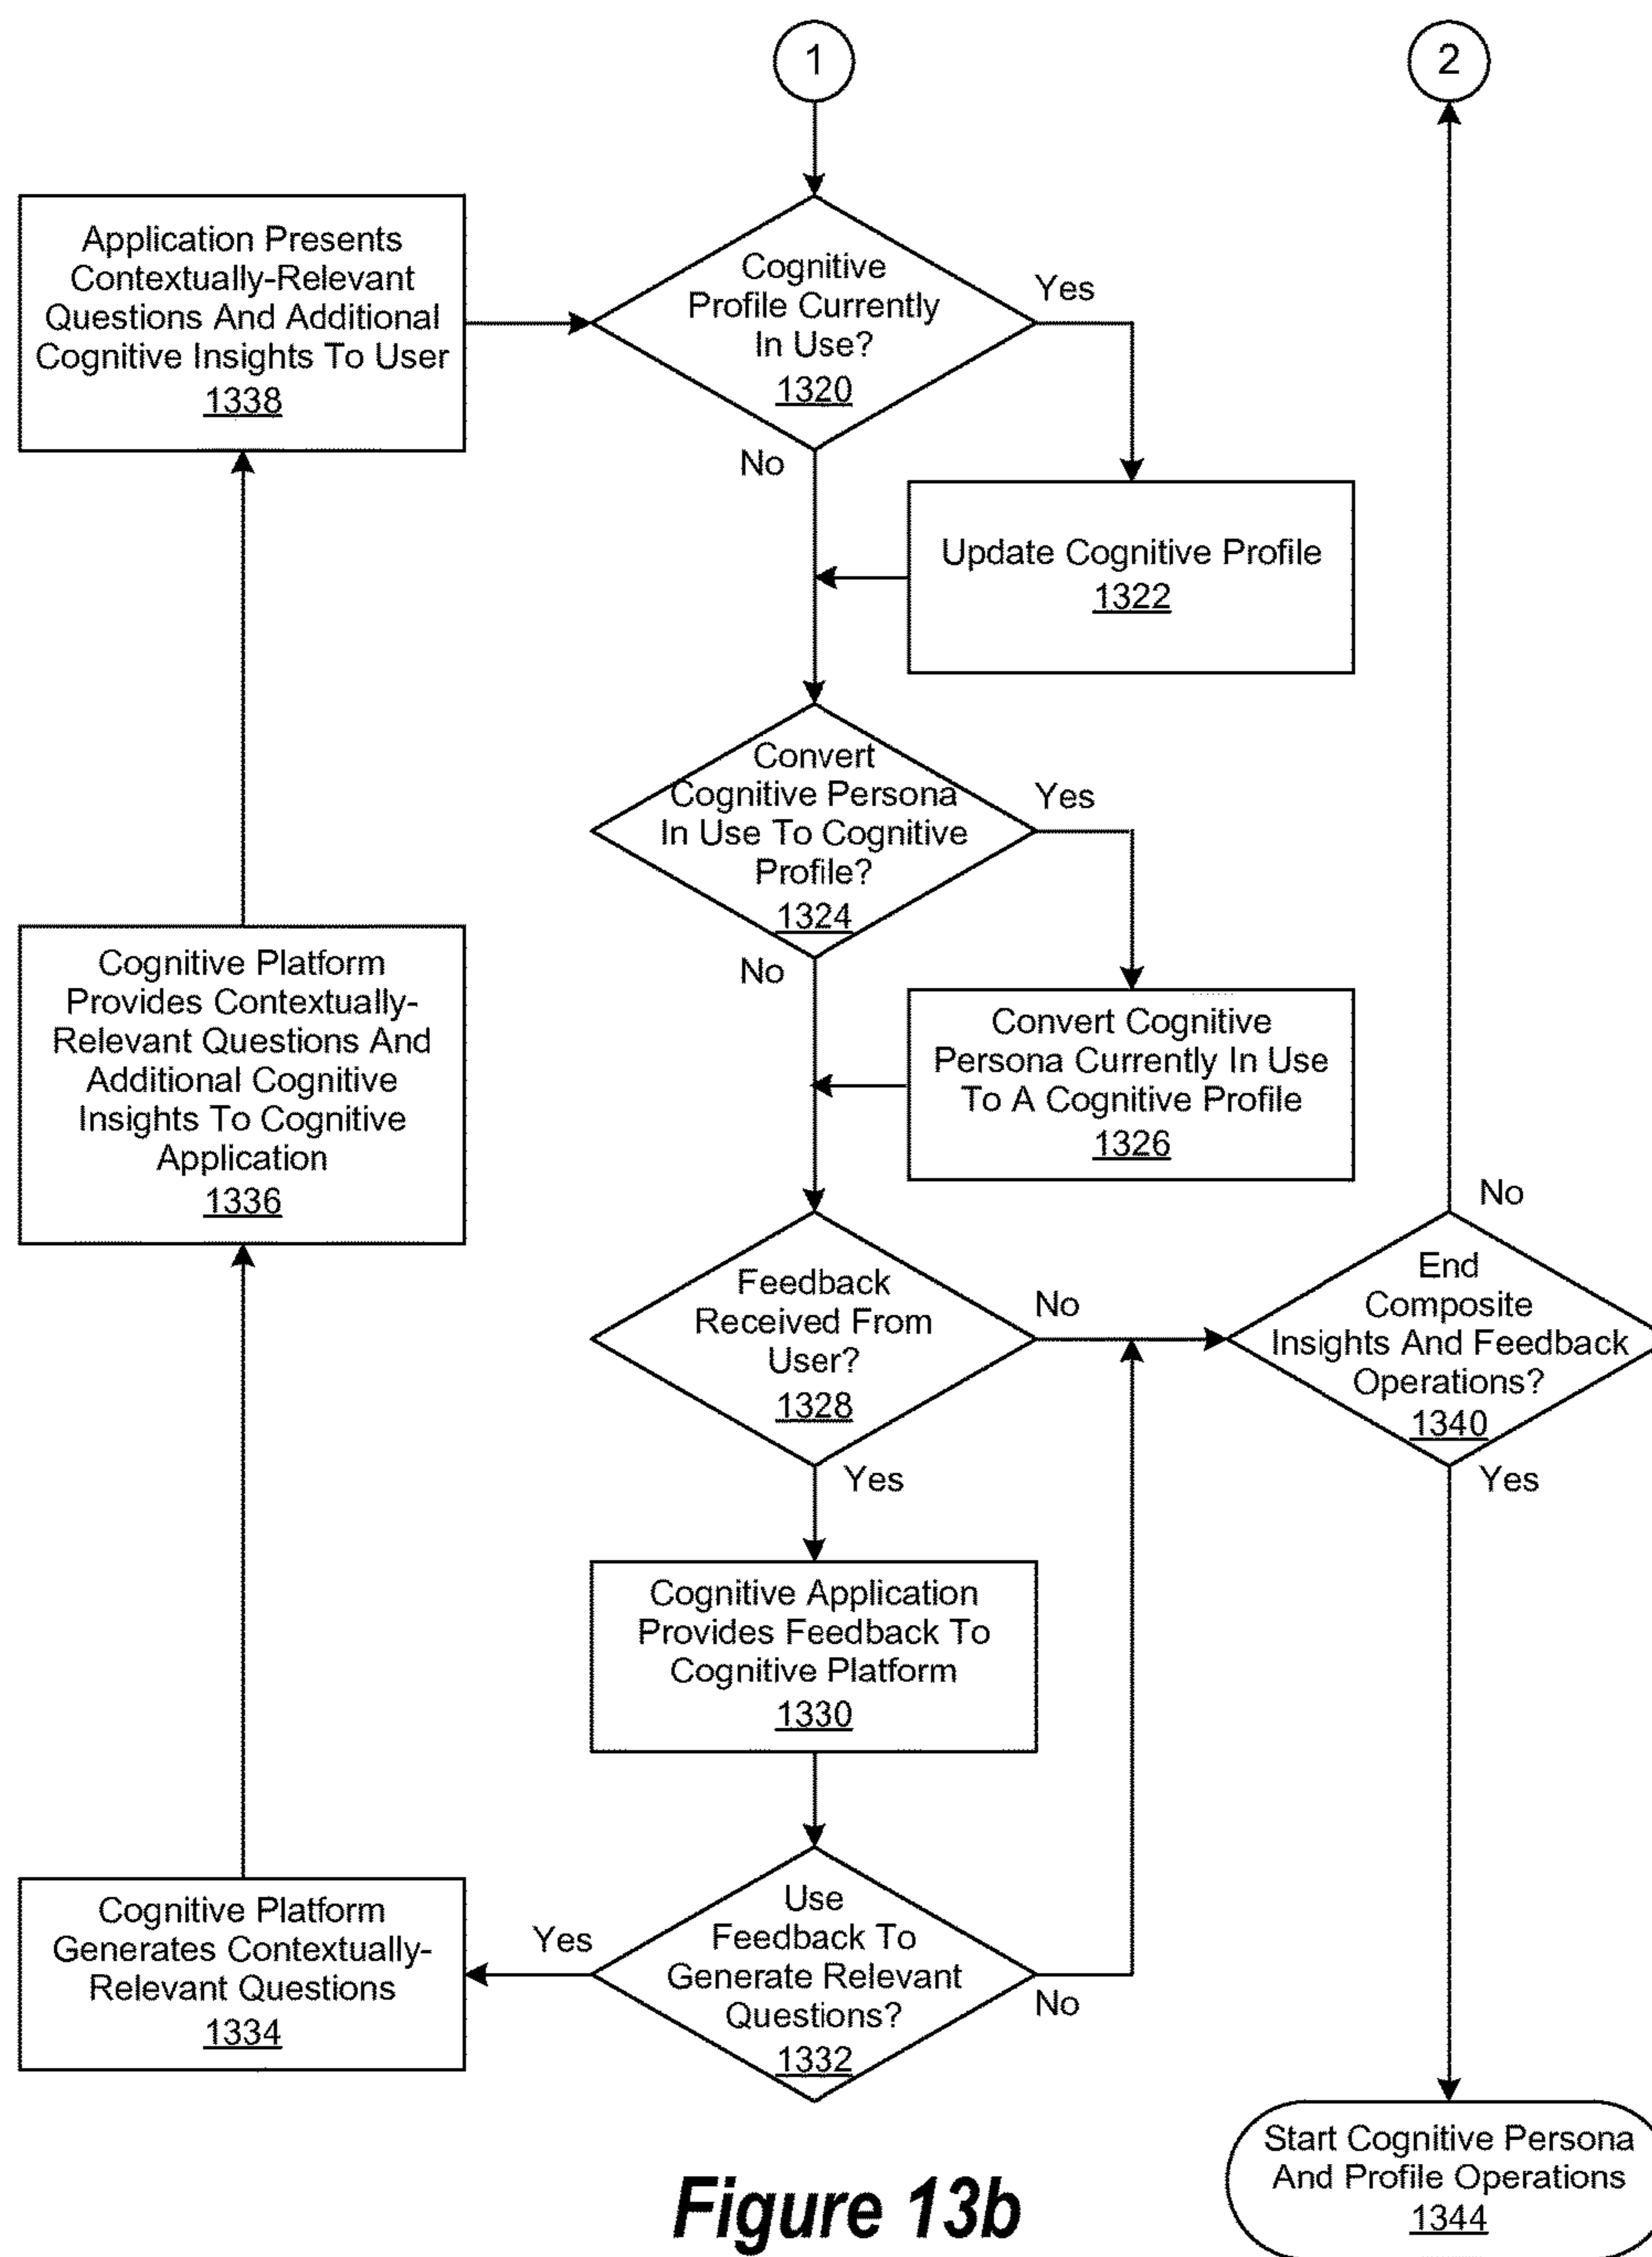 1
2
Application Presents
Contextually-Relevant
Questions And Additional
Cognitive Insights To User
1338
Cognitive
Profile Currently
In Use?
1320
Yes
No
Update Cognitive Profile
1322
Convert
Cognitive Persona
In Use To Cognitive
Profile?
1324
Yes
No
Cognitive Platform
Provides Contextually-
Relevant Questions And
Additional Cognitive
Insights To Cognitive
Application
1336
Convert Cognitive
Persona Currently In Use
To A Cognitive Profile
1326
Feedback
Received From
User?
1328
No
Yes
End
Composite
Insights And Feedback
Operations?
1340
No
Yes
Cognitive Application
Provides Feedback To
Cognitive Platform
1330
Cognitive Platform
Generates Contextually-
Relevant Questions
1334
Yes
Use
Feedback To
Generate Relevant
Questions?
1332
No
Start Cognitive Persona
And Profile Operations
1344
Figure 13b